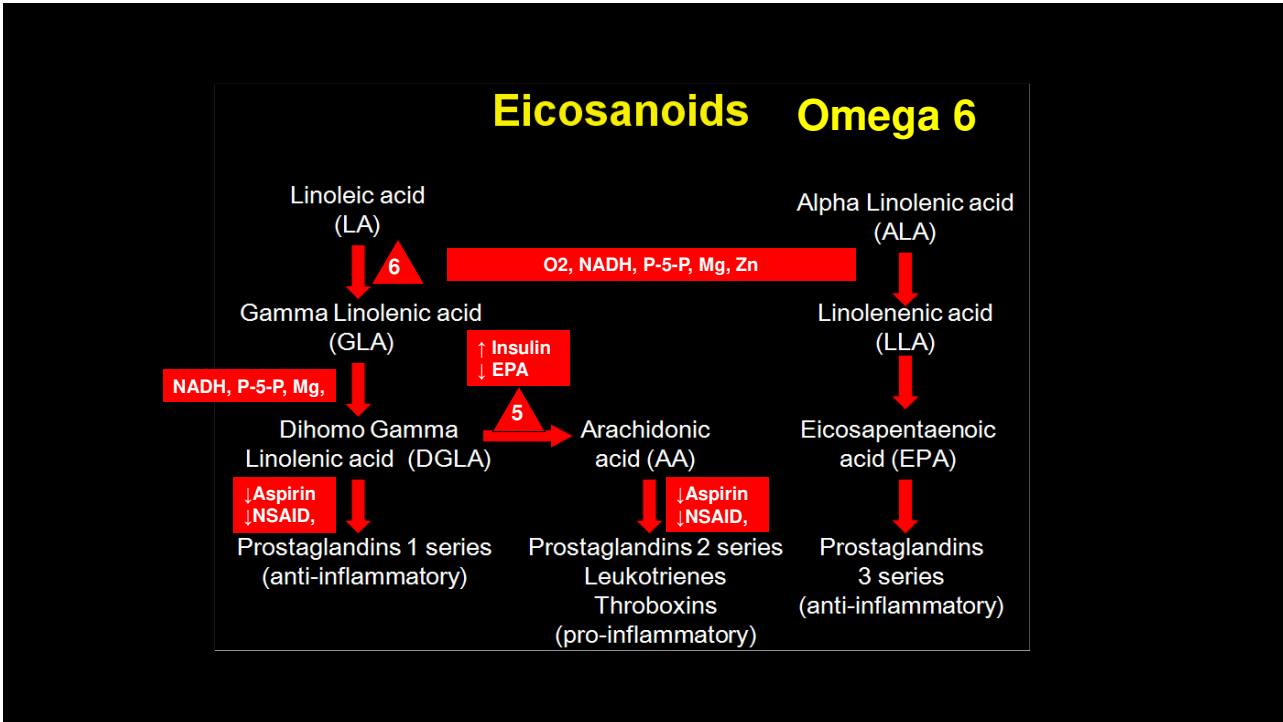 Eicosanoids
Omega 6
Linoleic acid
(LA)
Alpha Linolenic acid
(ALA)
6
O2, NADH, P-5-P, Mg, Zn
Gamma Linolenic acid
(GLA)
Linolenenic acid
(LLA)
↑ Insulin
↓ EPA
NADH, P-5-P, Mg,
5
Dihomo Gamma
Linolenic acid (DGLA)
Arachidonic
acid (AA)
Eicosapentaenoic
acid (EPA)
↓Aspirin
↓NSAID,
↓Aspirin
↓NSAID,
Prostaglandins 1 series
(anti-inflammatory)
Prostaglandins 2 series
Leukotrienes
Throboxins
(pro-inflammatory)
Prostaglandins
3 series
(anti-inflammatory)